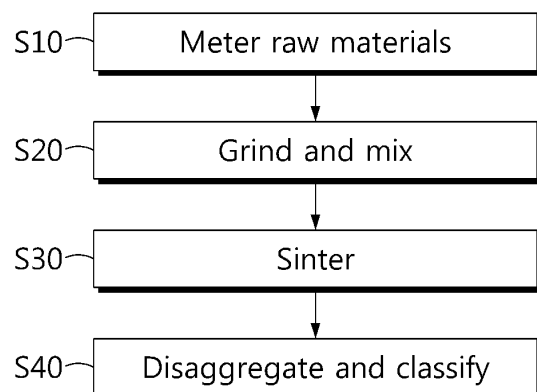 S10 Meter raw materials
S20 Grind and mix
S30 Sinter
S40 Disaggregate and classify